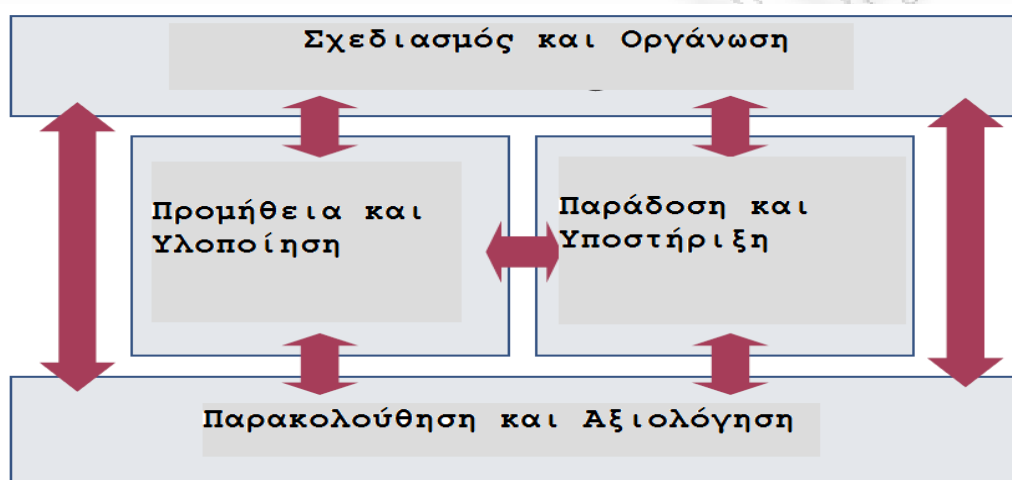 Σχεδιασμός και Οργάνωση
Προμήθεια και
Υλοποίηση
Παράδοση και
Υποστήριξη
Παρακολούθηση και Αξιολόγηση